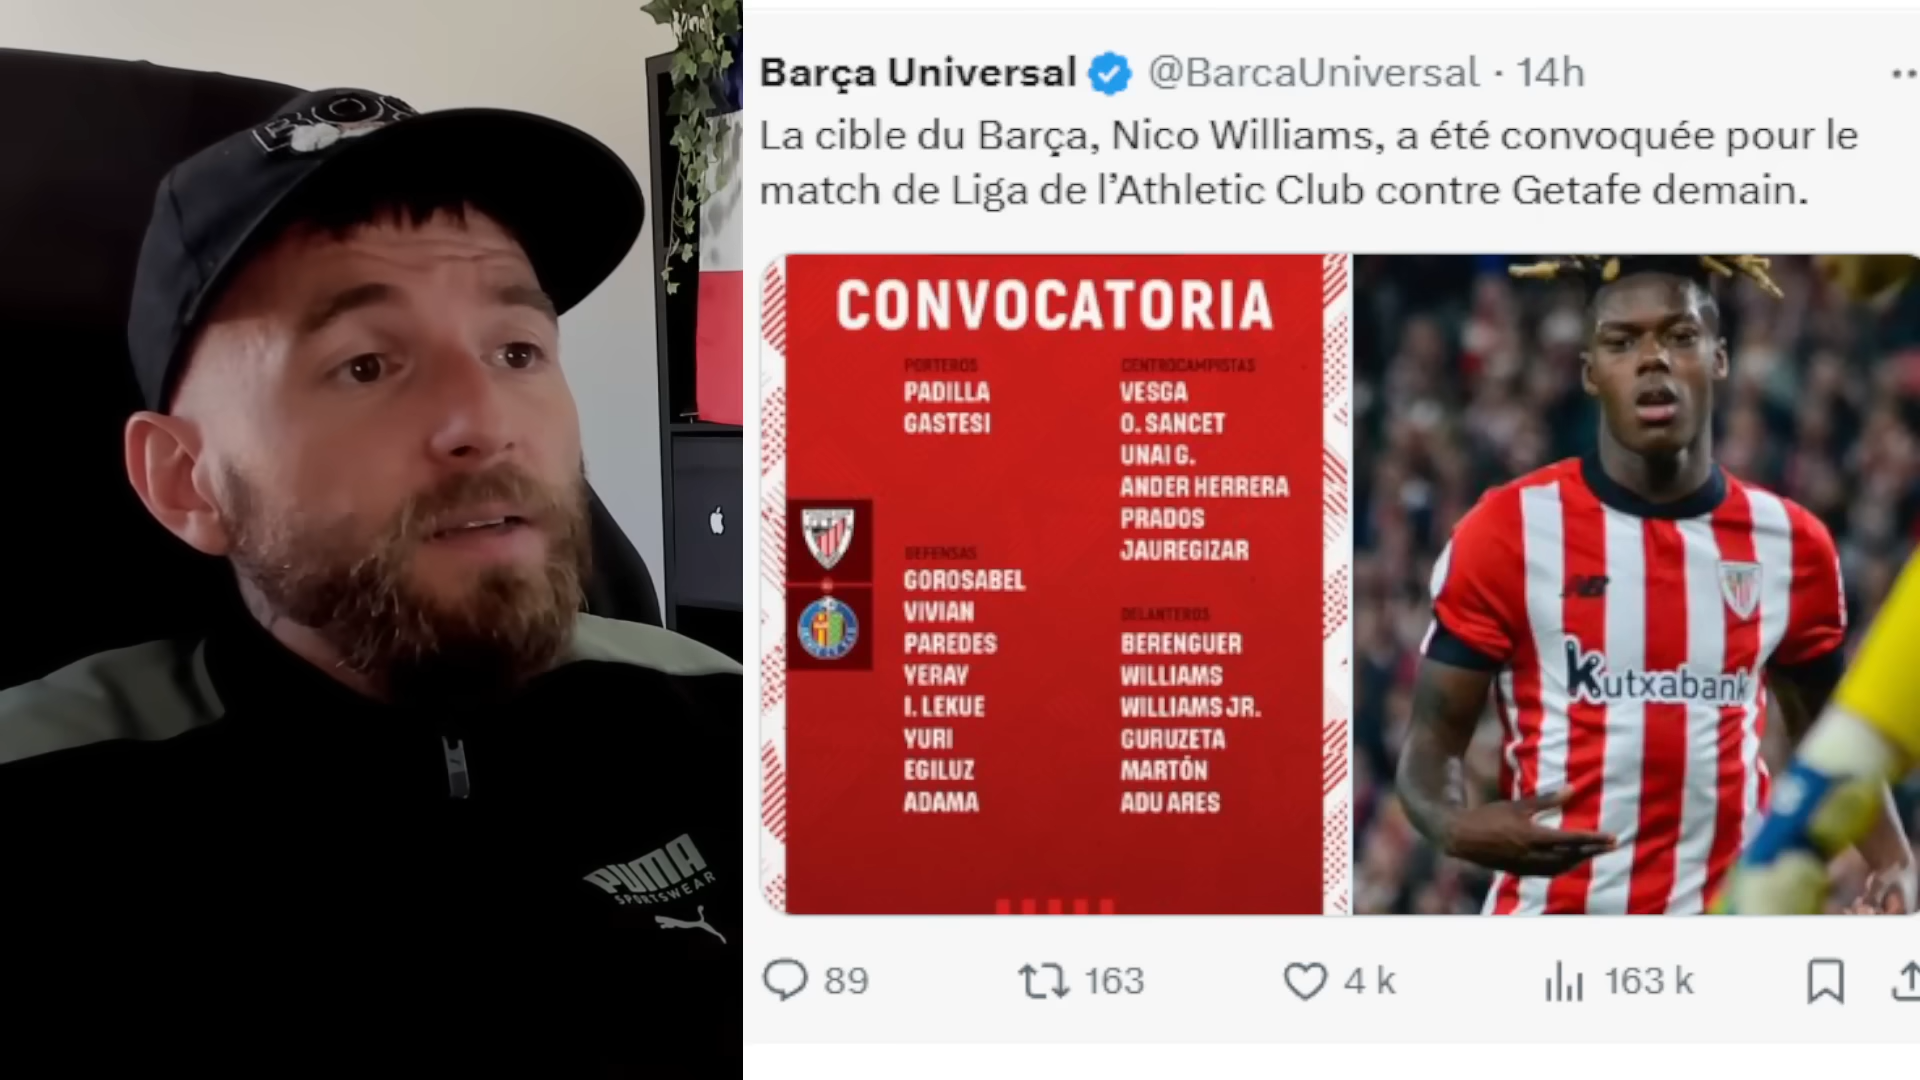 BOSS
PUMA
SPORTSWEAR
Barça Universal @BarcaUniversal · 14h
La cible du Barça, Nico Williams, a été convoquée pour le
match de Liga de l’Athletic Club contre Getafe demain.
CONVOCATORIA
PORTEROS
PADILLA
GASTESI
DEFENSAS
GOROSABEL
VIVIAN
PAREDES
YERAY
I. LEKUE
YURI
EGILUZ
ADAMA
CENTROCAMPISTAS
VESGA
O. SANCET
UNAI G.
ANDER HERRERA
PRADOS
JAUREGIZAR
DELANTEROS
BERENGUER
WILLIAMS
WILLIAMS JR.
GURUZETA
MARTÓN
ADU ARES
NB
Kutxabank
89 163 4 k 163 k